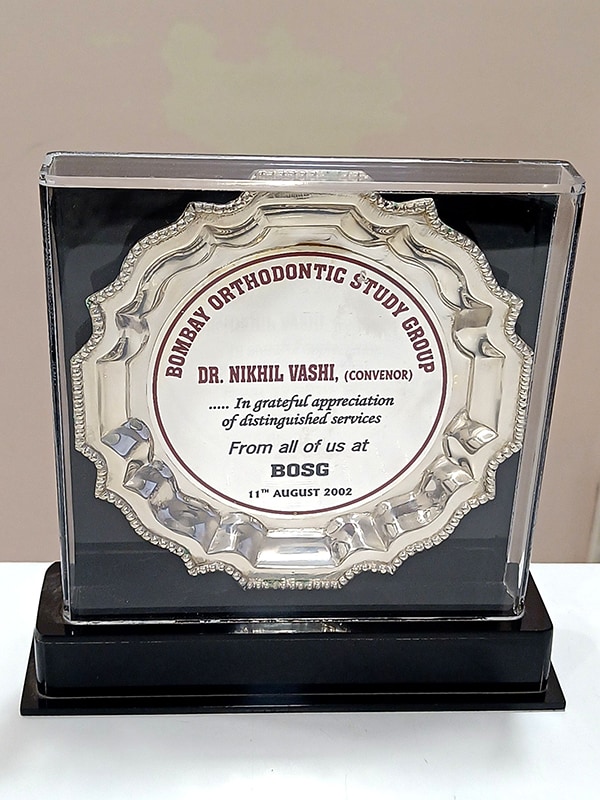 BOMBAY ORTHODONTIC STUDY GROUP
DR. NIKHIL VASHI, (CONVENOR)
..... In grateful appreciation
of distinguished services
From all of us at
BOSG
11TH AUGUST 2002